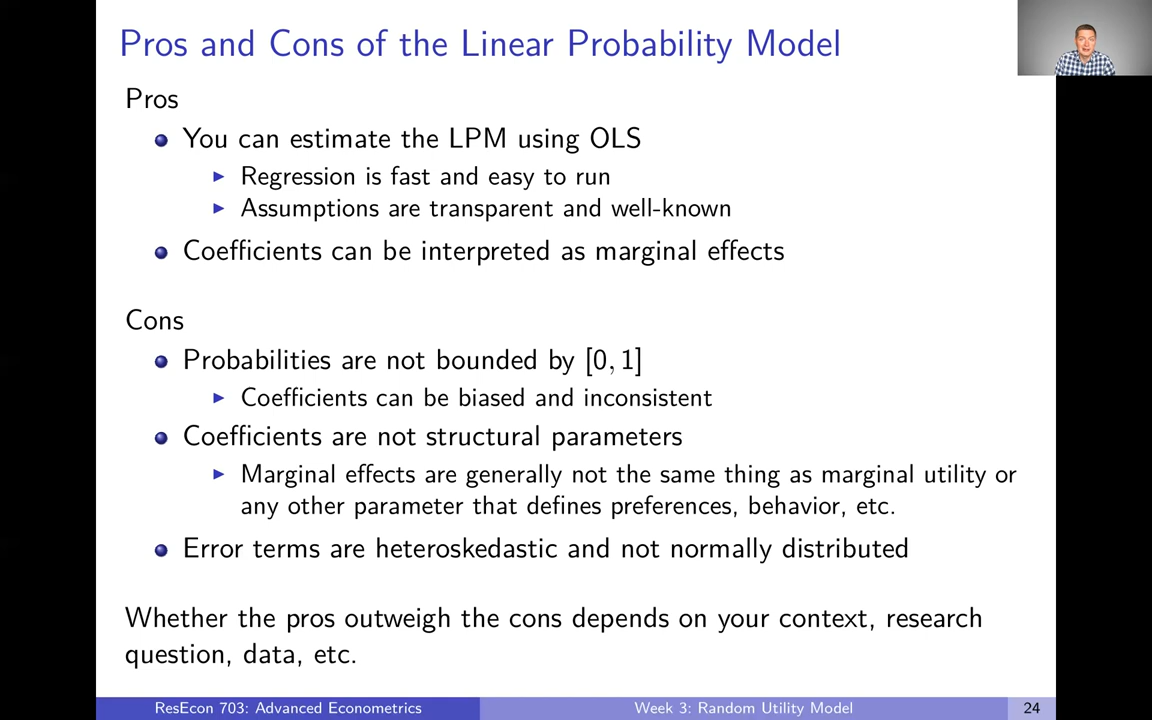 Pros and Cons of the Linear Probability Model
Pros
You can estimate the LPM using OLS
Regression is fast and easy to run
Assumptions are transparent and well-known
Coefficients can be interpreted as marginal effects
Cons
Probabilities are not bounded by [0, 1]
Coefficients can be biased and inconsistent
Coefficients are not structural parameters
Marginal effects are generally not the same thing as marginal utility or
any other parameter that defines preferences, behavior, etc.
Error terms are heteroskedastic and not normally distributed
Whether the pros outweigh the cons depends on your context, research
question, data, etc.
ResEcon 703: Advanced Econometrics
Week 3: Random Utility Model
24